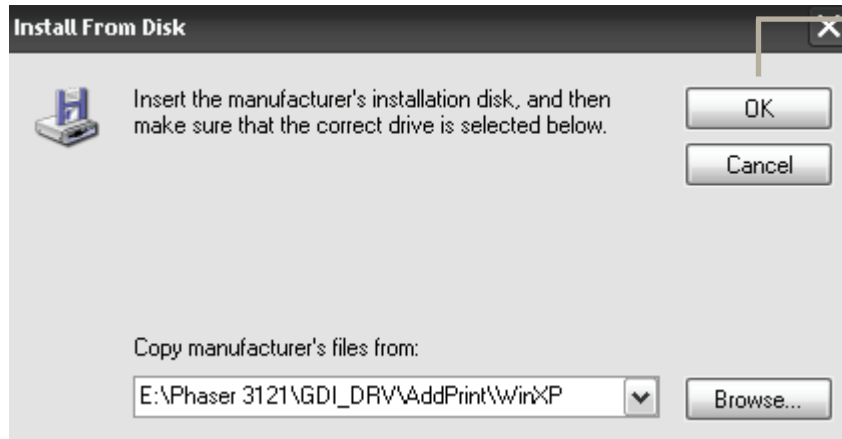 Install From Disk
Insert the manufacturer's installation disk, and then
make sure that the correct drive is selected below.
OK
Cancel
Copy manufacturer's files from:
E:\Phaser 3121\GDI_DRV\AddPrint\WinXP
Browse...